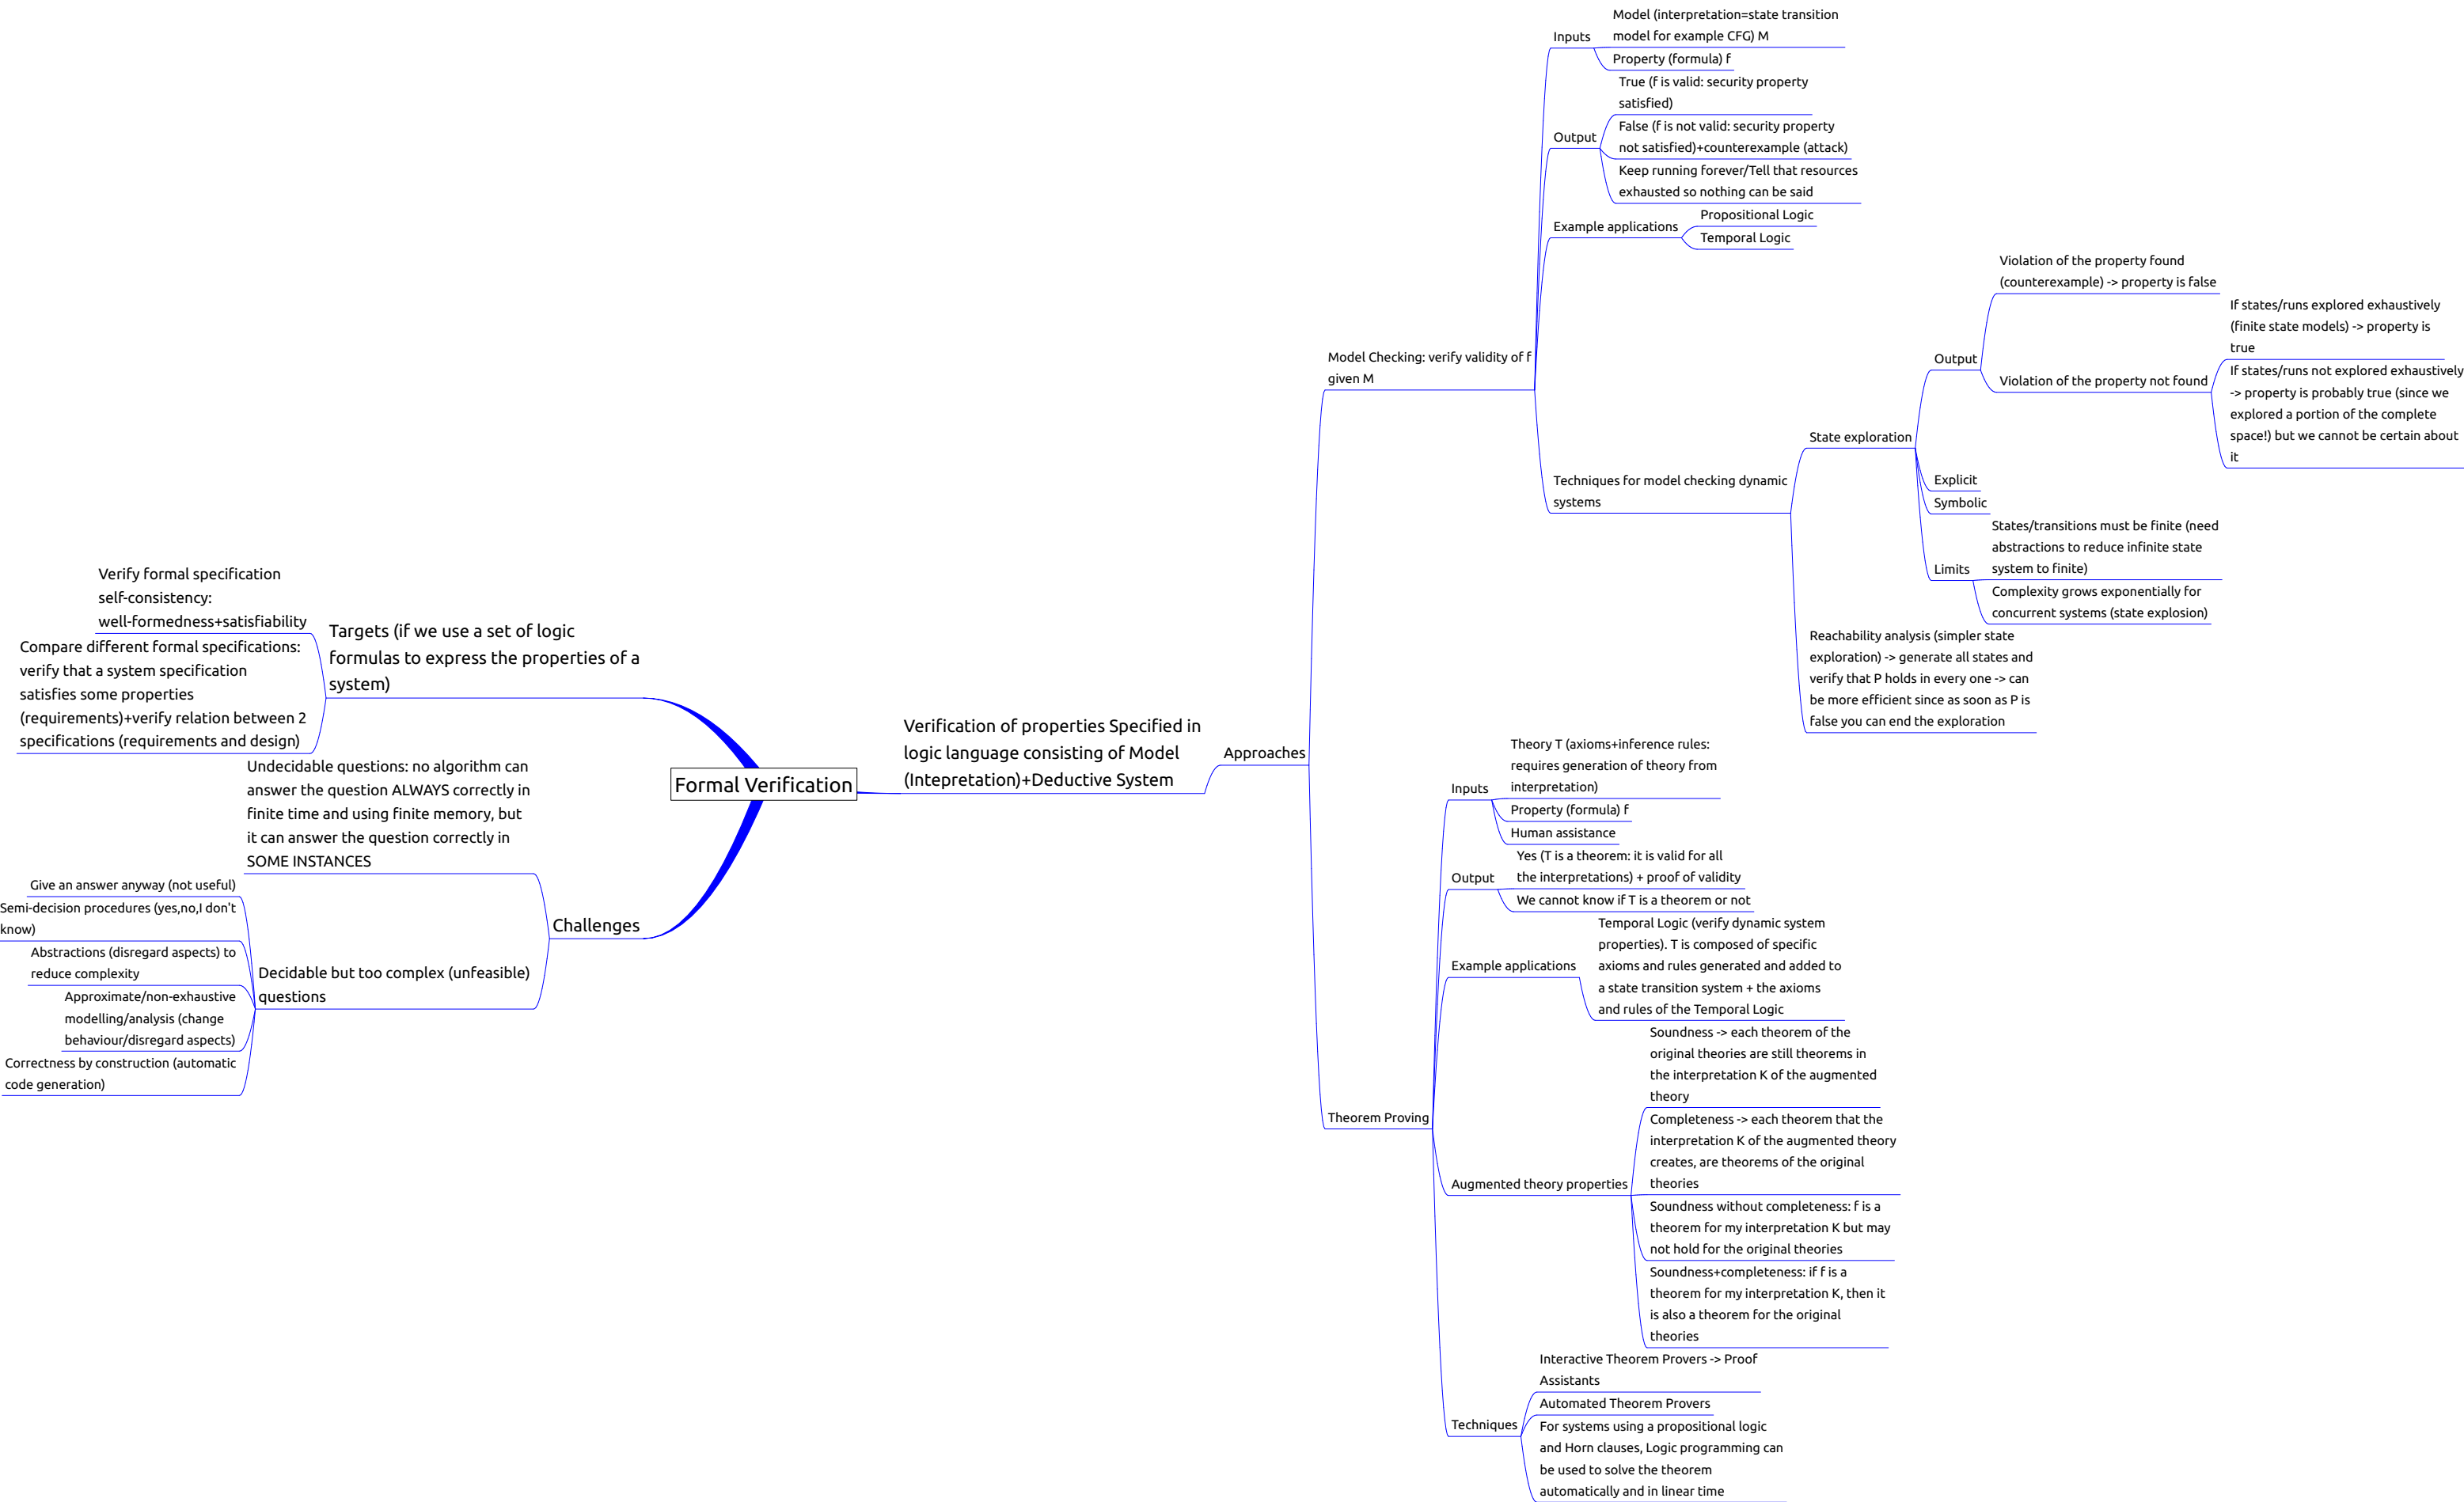 Formal Verification
Targets (if we use a set of logic
formulas to express the properties of a
system)
Verify formal specification
self-consistency:
well-formedness+satisfiability
Compare different formal specifications:
verify that a system specification
satisfies some properties
(requirements)+verify relation between 2
specifications (requirements and design)
Challenges
Undecidable questions: no algorithm can
answer the question ALWAYS correctly in
finite time and using finite memory, but
it can answer the question correctly in
SOME INSTANCES
Decidable but too complex (unfeasible)
questions
Give an answer anyway (not useful)
Semi-decision procedures (yes,no,I don't
know)
Abstractions (disregard aspects) to
reduce complexity
Approximate/non-exhaustive
modelling/analysis (change
behaviour/disregard aspects)
Correctness by construction (automatic
code generation)
Verification of properties Specified in
logic language consisting of Model
(Intepretation)+Deductive System
Approaches
Model Checking: verify validity of f
given M
Inputs
Model (interpretation=state transition
model for example CFG) M
Property (formula) f
Output
True (f is valid: security property
satisfied)
False (f is not valid: security property
not satisfied)+counterexample (attack)
Keep running forever/Tell that resources
exhausted so nothing can be said
Example applications
Propositional Logic
Temporal Logic
Techniques for model checking dynamic
systems
State exploration
Output
Violation of the property found
(counterexample) -> property is false
Violation of the property not found
If states/runs explored exhaustively
(finite state models) -> property is
true
If states/runs not explored exhaustively
-> property is probably true (since we
explored a portion of the complete
space!) but we cannot be certain about
it
Explicit
Symbolic
Limits
States/transitions must be finite (need
abstractions to reduce infinite state
system to finite)
Complexity grows exponentially for
concurrent systems (state explosion)
Reachability analysis (simpler state
exploration) -> generate all states and
verify that P holds in every one -> can
be more efficient since as soon as P is
false you can end the exploration
Theorem Proving
Inputs
Theory T (axioms+inference rules:
requires generation of theory from
interpretation)
Property (formula) f
Human assistance
Output
Yes (T is a theorem: it is valid for all
the interpretations) + proof of validity
We cannot know if T is a theorem or not
Example applications
Temporal Logic (verify dynamic system
properties). T is composed of specific
axioms and rules generated and added to
a state transition system + the axioms
and rules of the Temporal Logic
Augmented theory properties
Soundness -> each theorem of the
original theories are still theorems in
the interpretation K of the augmented
theory
Completeness -> each theorem that the
interpretation K of the augmented theory
creates, are theorems of the original
theories
Soundness without completeness: f is a
theorem for my interpretation K but may
not hold for the original theories
Soundness+completeness: if f is a
theorem for my interpretation K, then it
is also a theorem for the original
theories
Techniques
Interactive Theorem Provers -> Proof
Assistants
Automated Theorem Provers
For systems using a propositional logic
and Horn clauses, Logic programming can
be used to solve the theorem
automatically and in linear time